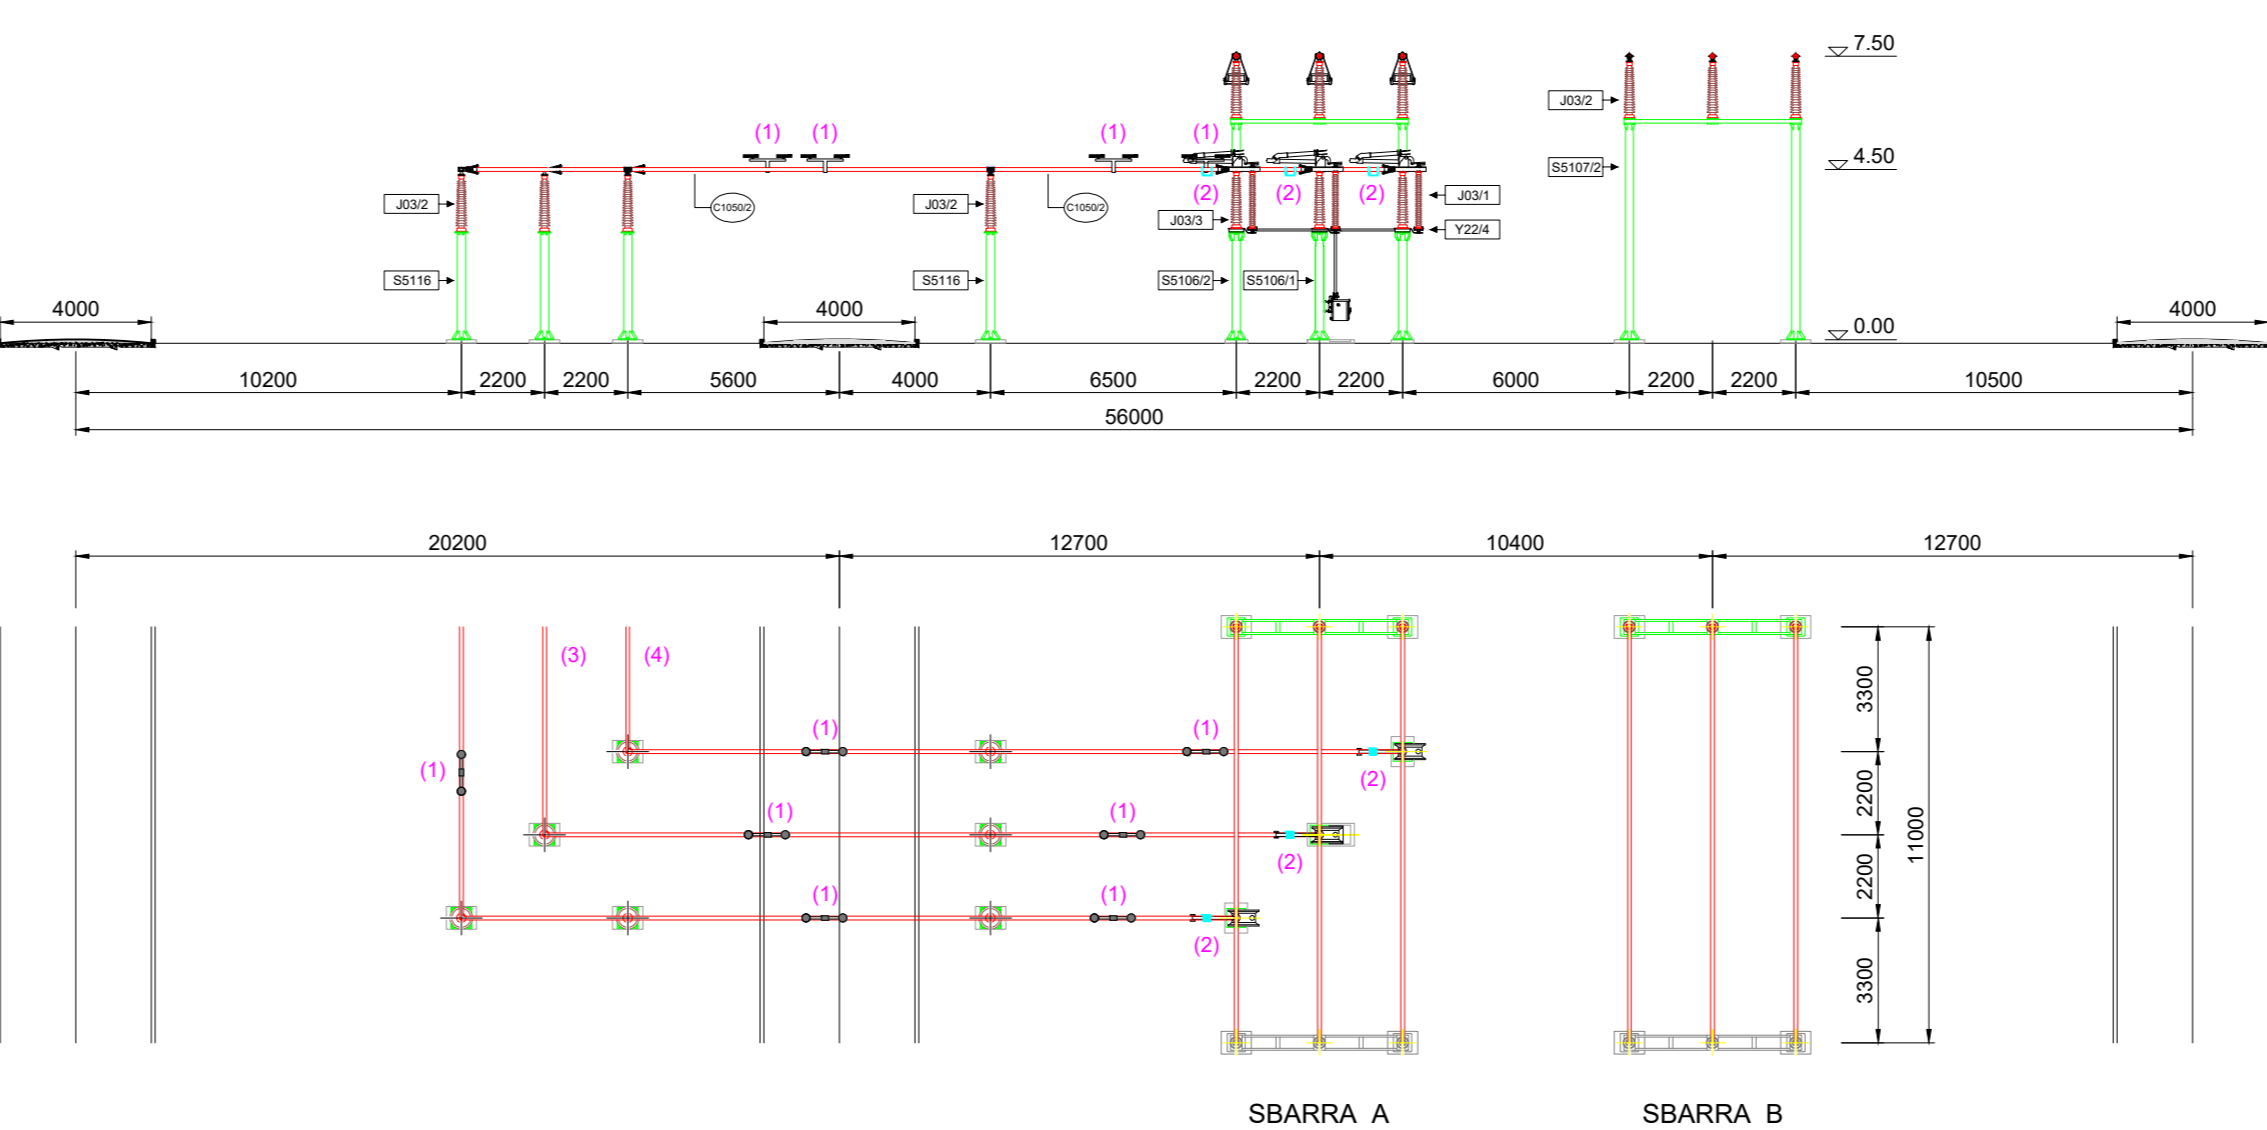 7.50
J03/2
(1) (1) (1) (1)
4.50
S5107/2
J03/2 C1050/2 J03/2 C1050/2 (2) (2) (2) J03/1
J03/3
Y22/4
S5116 S5116 S5106/2 S5106/1
4000 4000 4000
0.00
10200 2200 2200 5600 4000 6500 2200 2200 6000 2200 2200 10500
56000
20200 12700 10400 12700
(3) (4)
3300
(1) (1)
(1) (2)
2200
(1) (1)
11000
(2)
2200
(1) (1)
(2)
3300
SBARRA A SBARRA B